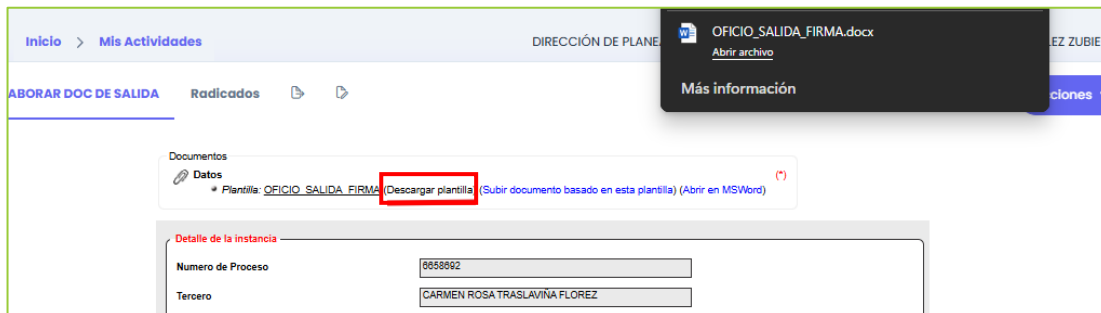 Inicio > Mis Actividades
DIRECCIÓN DE PLANE
OFICIO_SALIDA_FIRMA.docx
Abrir archivo
Más información
EZ ZUBIE
ABORAR DOC DE SALIDA
Radicados
ciones
Documentos
Datos
(*)
Plantilla: OFICIO_SALIDA_FIRMA (Descargar plantilla) (Subir documento basado en esta plantilla) (Abrir en MSWord)
Detalle de la instancia
Numero de Proceso 6658692
Tercero CARMEN ROSA TRASLAVIÑA FLOREZ